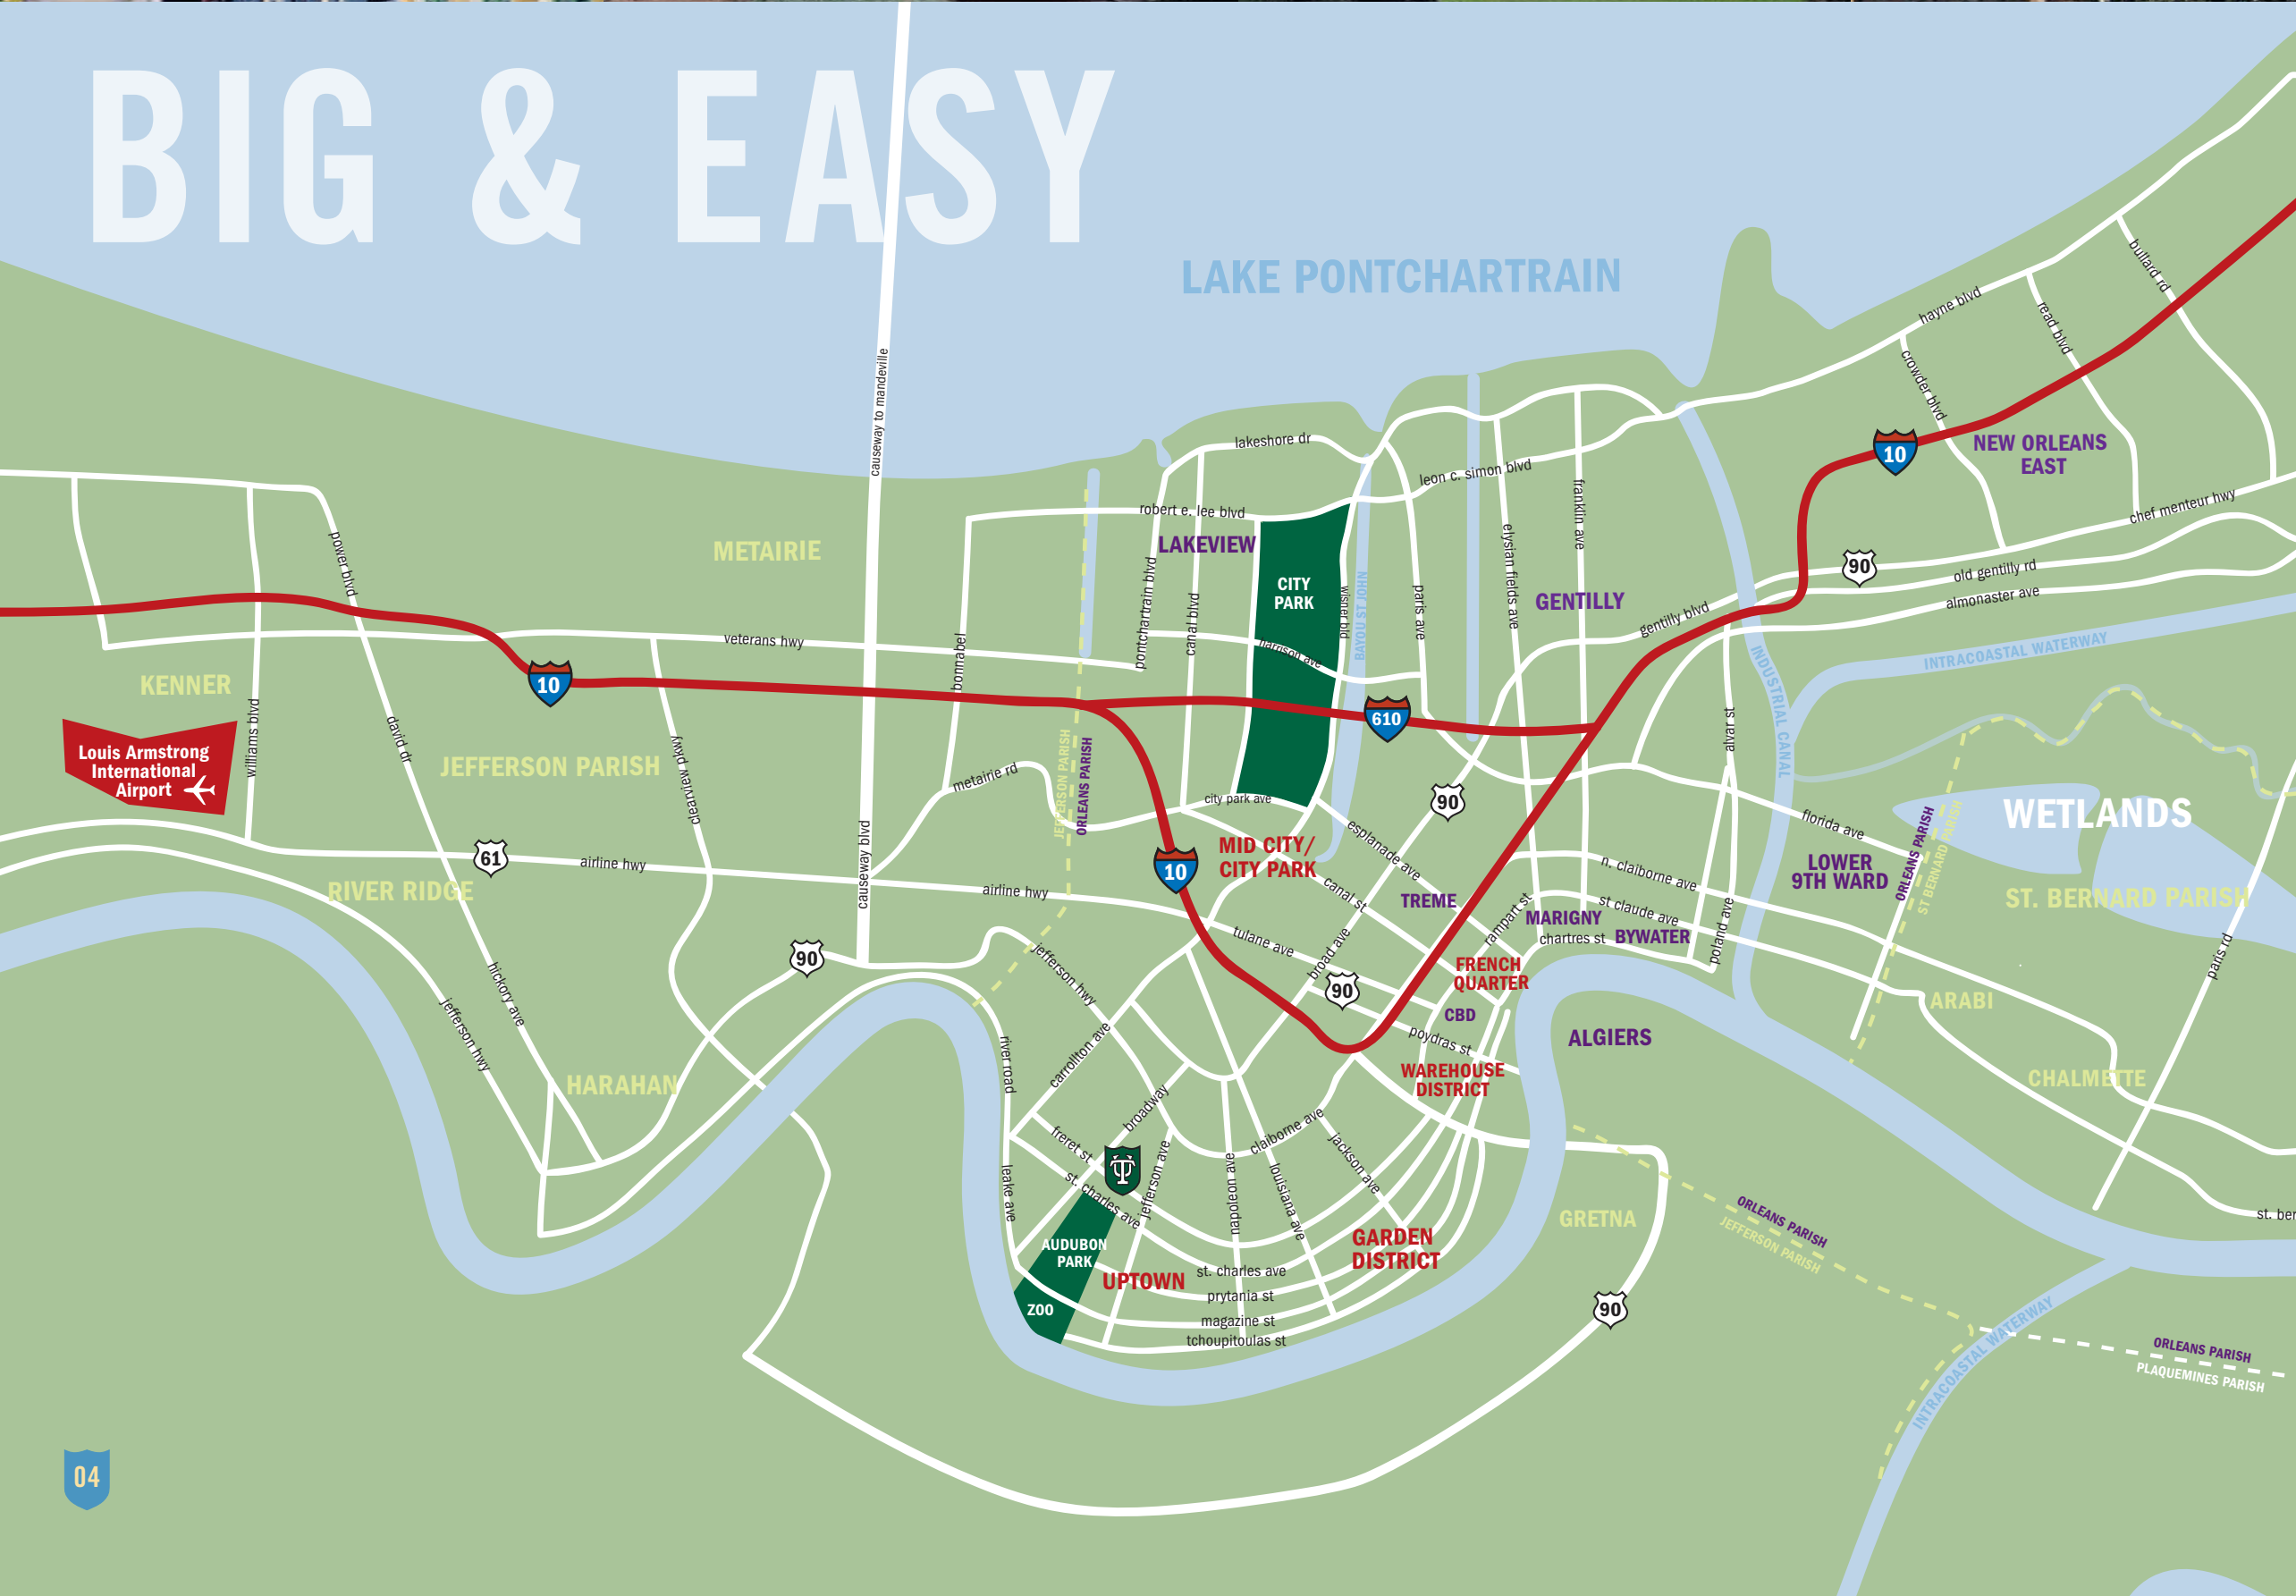 BIG & EASY
LAKE PONTCHARTRAIN
causeway to mandeville
hayne blvd
bullard rd
read blvd
crowder blvd
10
NEW ORLEANS
EAST
chef menteur hwy
90
old gentilly rd
almonaster ave
INTRACOASTAL WATERWAY
lakeshore dr
leon c. simon blvd
robert e. lee blvd
LAKEVIEW
CITY
PARK
pontchartrain blvd
canal blvd
harrison ave
wisner bld
BAYOU ST JOHN
paris ave
elysian fields ave
franklin ave
GENTILLY
gentilly blvd
INDUSTRIAL CANAL
alvar st
METAIRIE
power blvd
veterans hwy
bonnabel
KENNER
10
610
Louis Armstrong
International
Airport
williams blvd
david dr
JEFFERSON PARISH
clearview pkwy
JEFFERSON PARISH
ORLEANS PARISH
metairie rd
city park ave
90
61
airline hwy
airline hwy
causeway blvd
RIVER RIDGE
MID CITY/
CITY PARK
10
esplanade ave
canal st
TREME
tulane ave
broad ave
90
rampart st
MARIGNY
chartres st
BYWATER
n. claiborne ave
st claude ave
poland ave
florida ave
LOWER
9TH WARD
ORLEANS PARISH
ST BERNARD PARISH
WETLANDS
ST. BERNARD PARISH
paris rd
ARABI
CHALMETTE
st. ber
FRENCH
QUARTER
CBD
poydras st
WAREHOUSE
DISTRICT
ALGIERS
90
jefferson hwy
hickory ave
jefferson hwy
HARAHAN
river road
carrollton ave
broadway
freret st
st. charles ave
jefferson ave
leake ave
claiborne ave
napoleon ave
louisiana ave
jackson ave
AUDUBON
PARK
ZOO
UPTOWN
GARDEN
DISTRICT
st. charles ave
prytania st
magazine st
tchoupitoulas st
GRETNA
90
ORLEANS PARISH
JEFFERSON PARISH
INTRACOASTAL WATERWAY
ORLEANS PARISH
PLAQUEMINES PARISH
04